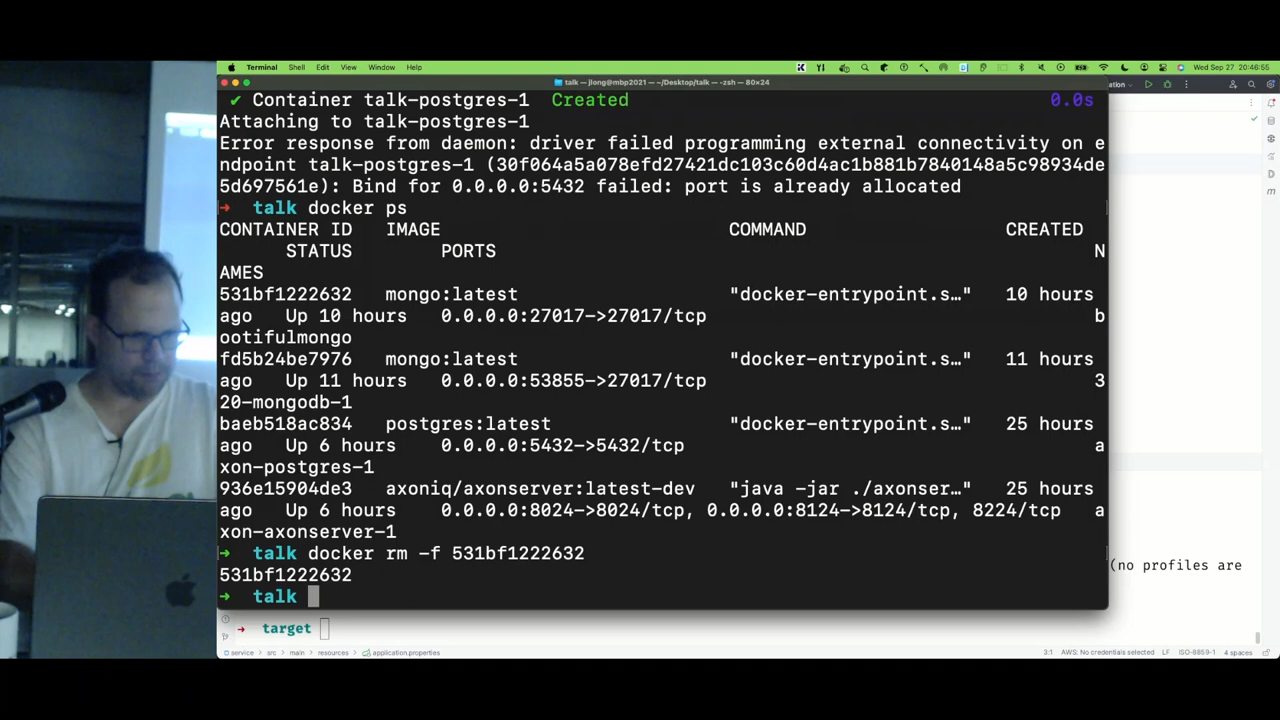 Terminal Shell Edit View Window Help Wed Sep 27 20:46:55
talk — jlong@mbp2021 — ~/Desktop/talk — -zsh — 80×24
✔ Container talk-postgres-1 Created 0.0s
Attaching to talk-postgres-1
Error response from daemon: driver failed programming external connectivity on e
ndpoint talk-postgres-1 (30f064a5a078efd27421dc103c60d4ac1b881b7840148a5c98934de
5d697561e): Bind for 0.0.0.0:5432 failed: port is already allocated
➜ talk docker ps
CONTAINER ID IMAGE COMMAND CREATED
STATUS PORTS N
AMES
531bf1222632 mongo:latest "docker-entrypoint.s…" 10 hours
ago Up 10 hours 0.0.0.0:27017->27017/tcp b
ootifulmongo
fd5b24be7976 mongo:latest "docker-entrypoint.s…" 11 hours
ago Up 11 hours 0.0.0.0:53855->27017/tcp 3
20-mongodb-1
baeb518ac834 postgres:latest "docker-entrypoint.s…" 25 hours
ago Up 6 hours 0.0.0.0:5432->5432/tcp a
xon-postgres-1
936e15904de3 axoniq/axonserver:latest-dev "java -jar ./axonser…" 25 hours
ago Up 6 hours 0.0.0.0:8024->8024/tcp, 0.0.0.0:8124->8124/tcp, 8224/tcp a
xon-axonserver-1
➜ talk docker rm -f 531bf1222632
531bf1222632
➜ talk
(no profiles are
➜ target
service > src > main > resources > application.properties 3:1 AWS: No credentials selected LF ISO-8859-1 4 spaces